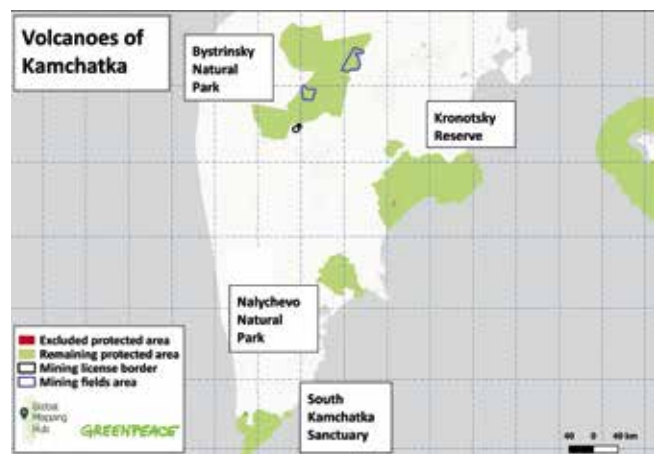 Volcanoes of
Kamchatka
Bystrinsky
Natural
Park
Kronotsky
Reserve
Nalychevo
Natural
Park
Excluded protected area
Remaining protected area
Mining license border
Mining fields area
Global
Mapping
Hub
GREENPEACE
South
Kamchatka
Sanctuary
40 0 40 km